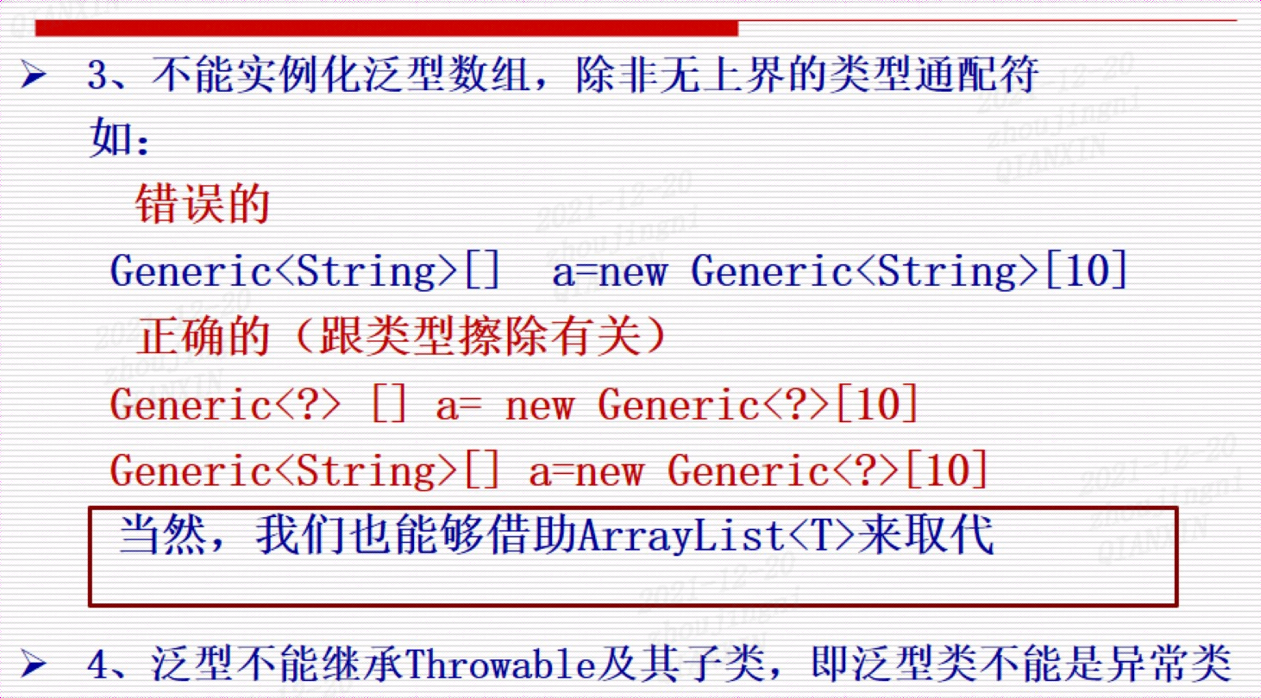 ➢ 3、不能实例化泛型数组，除非无上界的类型通配符
如：
错误的
Generic<String>[] a=new Generic<String>[10]
正确的（跟类型擦除有关）
Generic<?> [] a= new Generic<?>[10]
Generic<String>[] a=new Generic<?>[10]
当然，我们也能够借助ArrayList<T>来取代
➢ 4、泛型不能继承Throwable及其子类，即泛型类不能是异常类
2021-12-20
zhoujingni
QIANXIN